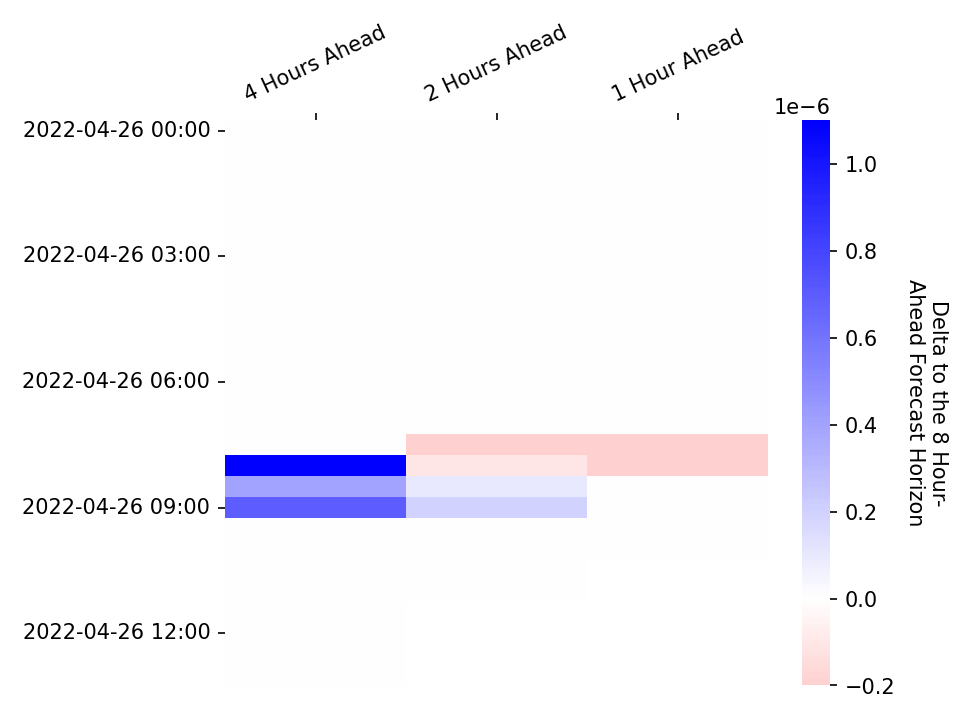 4 Hours Ahead
2 Hours Ahead
1 Hour Ahead
1e−6
2022-04-26 00:00
2022-04-26 03:00
2022-04-26 06:00
2022-04-26 09:00
2022-04-26 12:00
1.0
0.8
0.6
0.4
0.2
0.0
−0.2
Delta to the 8 Hour-
Ahead Forecast Horizon